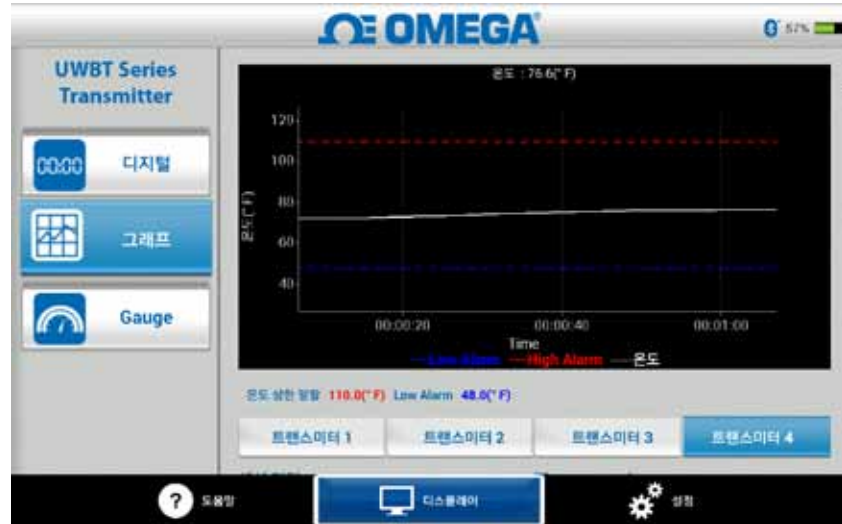 OMEGA
57%
UWBT Series
Transmitter
00:00 디지털
그래프
Gauge
온도 : 76.6(° F)
120
100
80
60
40
온도(° F)
00:00:20 00:00:40 00:01:00
Time
Low Alarm High Alarm 온도
온도 상한 알람 110.0(° F) Low Alarm 48.0(° F)
트랜스미터 1 트랜스미터 2 트랜스미터 3 트랜스미터 4
? 도움말 디스플레이 설정